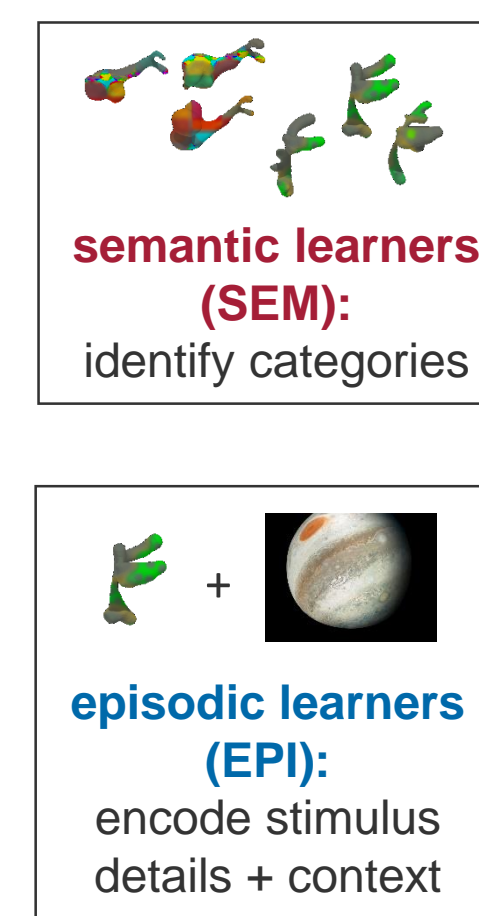 semantic learners
(SEM):
identify categories
+
episodic learners
(EPI):
encode stimulus
details + context